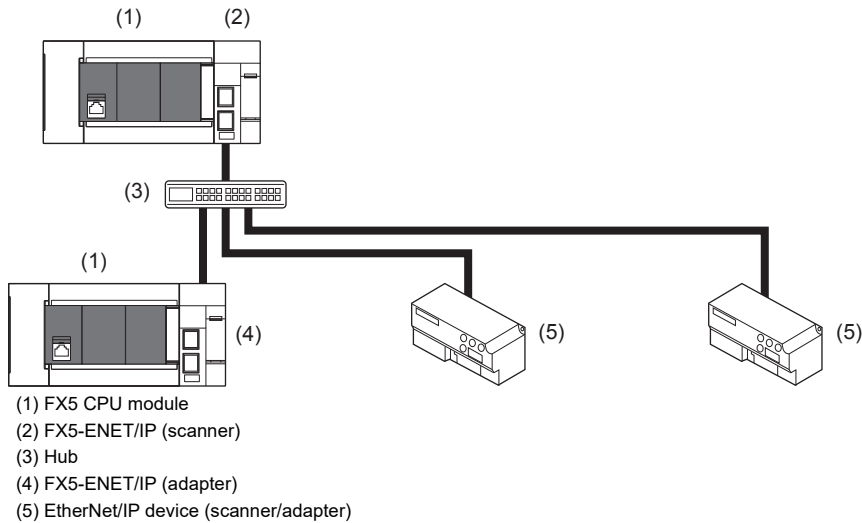 (1) (2)
(3)
(1)
(4) (5) (5)
(1) FX5 CPU module
(2) FX5-ENET/IP (scanner)
(3) Hub
(4) FX5-ENET/IP (adapter)
(5) EtherNet/IP device (scanner/adapter)